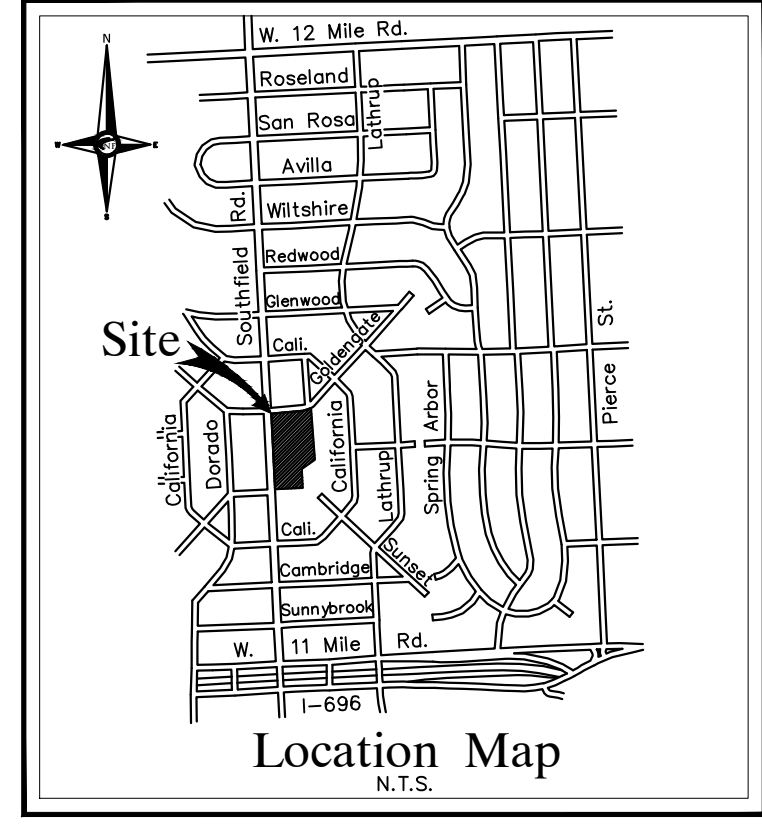 N
W. 12 Mile Rd.
Roseland
Lathrup
San Rosa
W
NF
E
Avilla
S
Rd.
Wiltshire
Southfield
Redwood
Glenwood
St.
Site
Cali.
Goldengate
Pierce
California
Dorado
California
Lathrup
Spring Arbor
Cali.
Sunset
Cambridge
Sunnybrook
W. 11 Mile Rd.
I-696
Location Map
N.T.S.